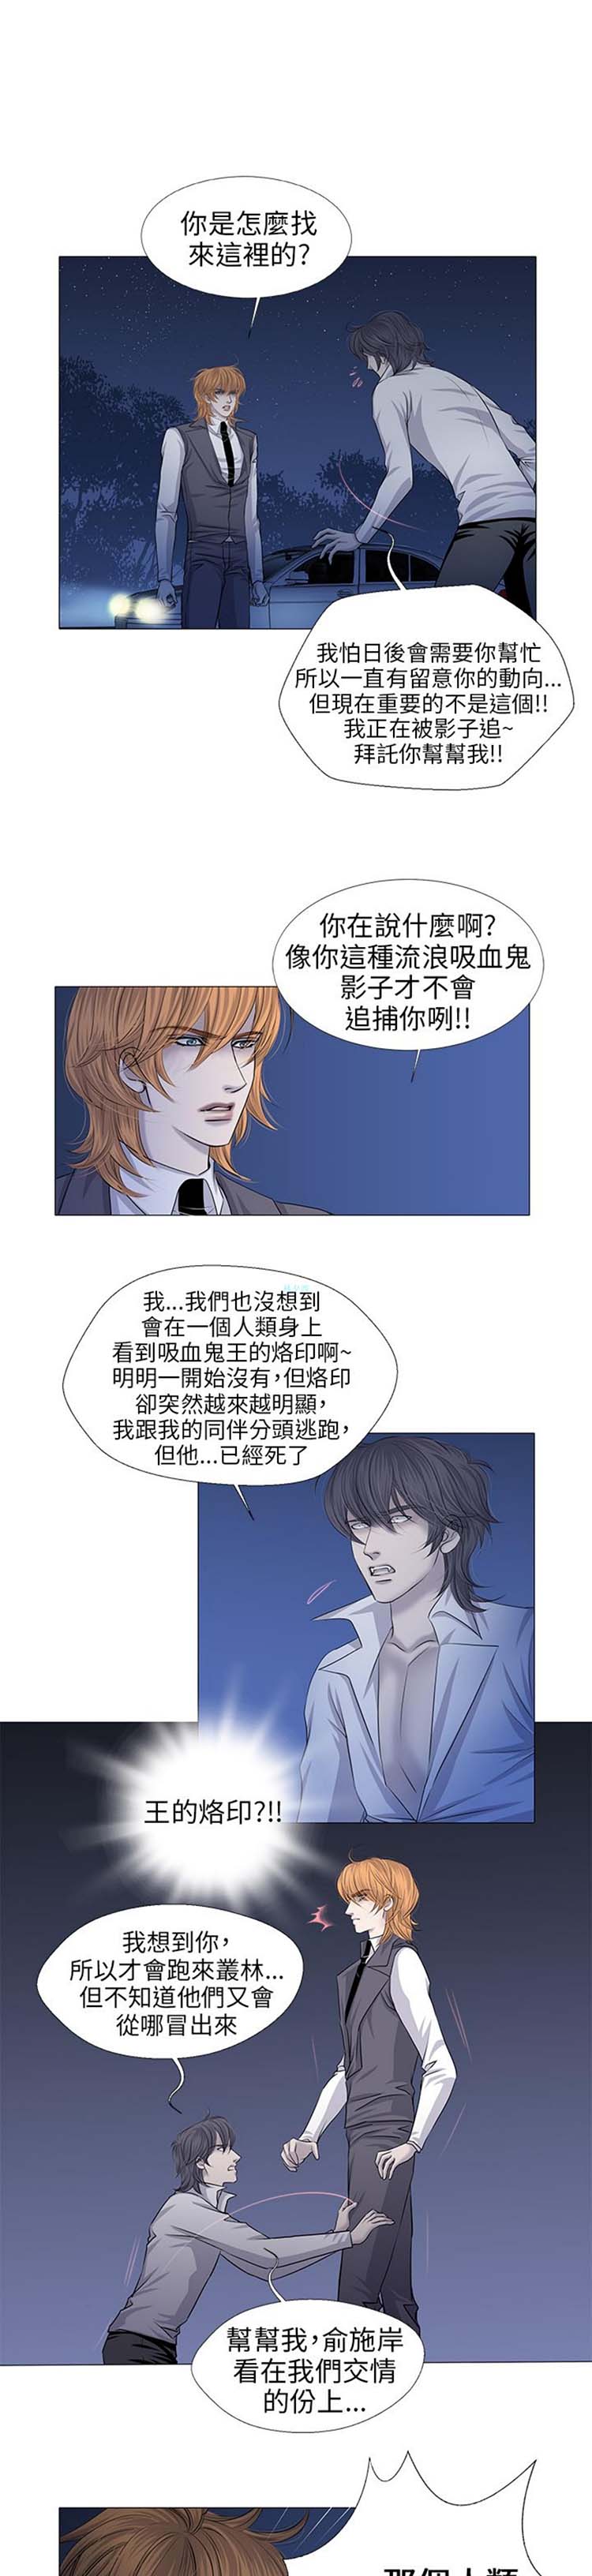 你是怎麼找
來這裡的?
我怕日後會需要你幫忙
所以一直有留意你的動向...
但現在重要的不是這個!!
我正在被影子追~
拜託你幫幫我!!
你在說什麼啊?
像你這種流浪吸血鬼
影子才不會
追捕你咧!!
我...我們也沒想到
會在一個人類身上
看到吸血鬼王的烙印啊~
明明一開始沒有,但烙印
卻突然越來越明顯,
我跟我的同伴分頭逃跑,
但他...已經死了
王的烙印?!!
我想到你,
所以才會跑來叢林...
但不知道他們又會
從哪冒出來
幫幫我,俞施岸
看在我們交情
的份上...
那個人類